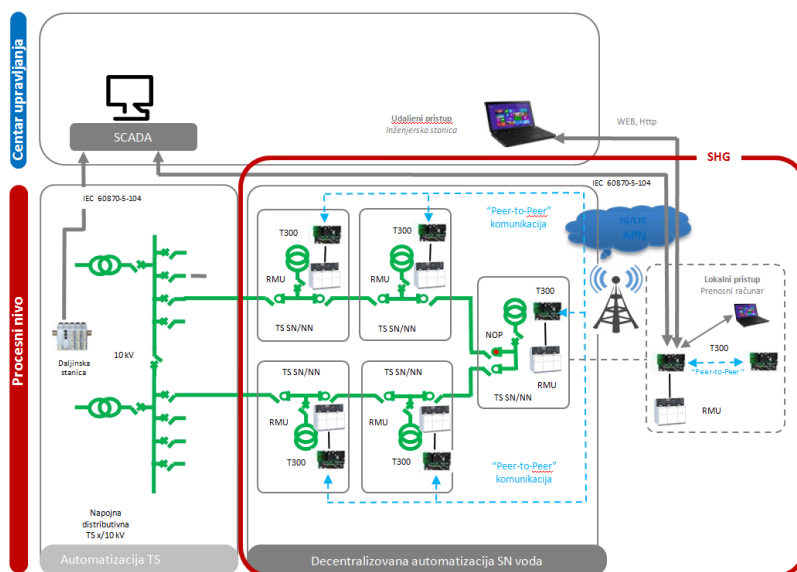 Centar upravljanja
SCADA
Udaljeni pristup
Inženjerska stanica
WEB, Http
SHG
Procesni nivo
IEC 60870-5-104
IEC 60870-5-104
"Peer-to-Peer"
komunikacija
3G/LTE
APN
T300
T300
RMU
RMU
TS SN/NN
TS SN/NN
T300
NOP
RMU
TS SN/NN
Lokalni pristup
Prenosni računar
T300
"Peer-to-Peer"
RMU
Daljinska
stanica
10 kV
TS SN/NN
TS SN/NN
RMU
RMU
T300
T300
"Peer-to-Peer"
komunikacija
Napojna
distributivna
TS x/10 kV
Automatizacija TS
Decentralizovana automatizacija SN voda